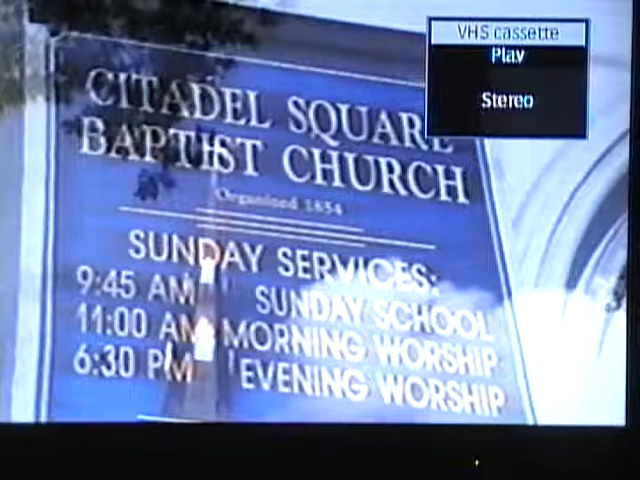 VHS cassette
Play
Stereo
CITADEL SQUARE
BAPTIST CHURCH
Organized 1854
SUNDAY SERVICES:
9:45 AM SUNDAY SCHOOL
11:00 AM MORNING WORSHIP
6:30 PM EVENING WORSHIP